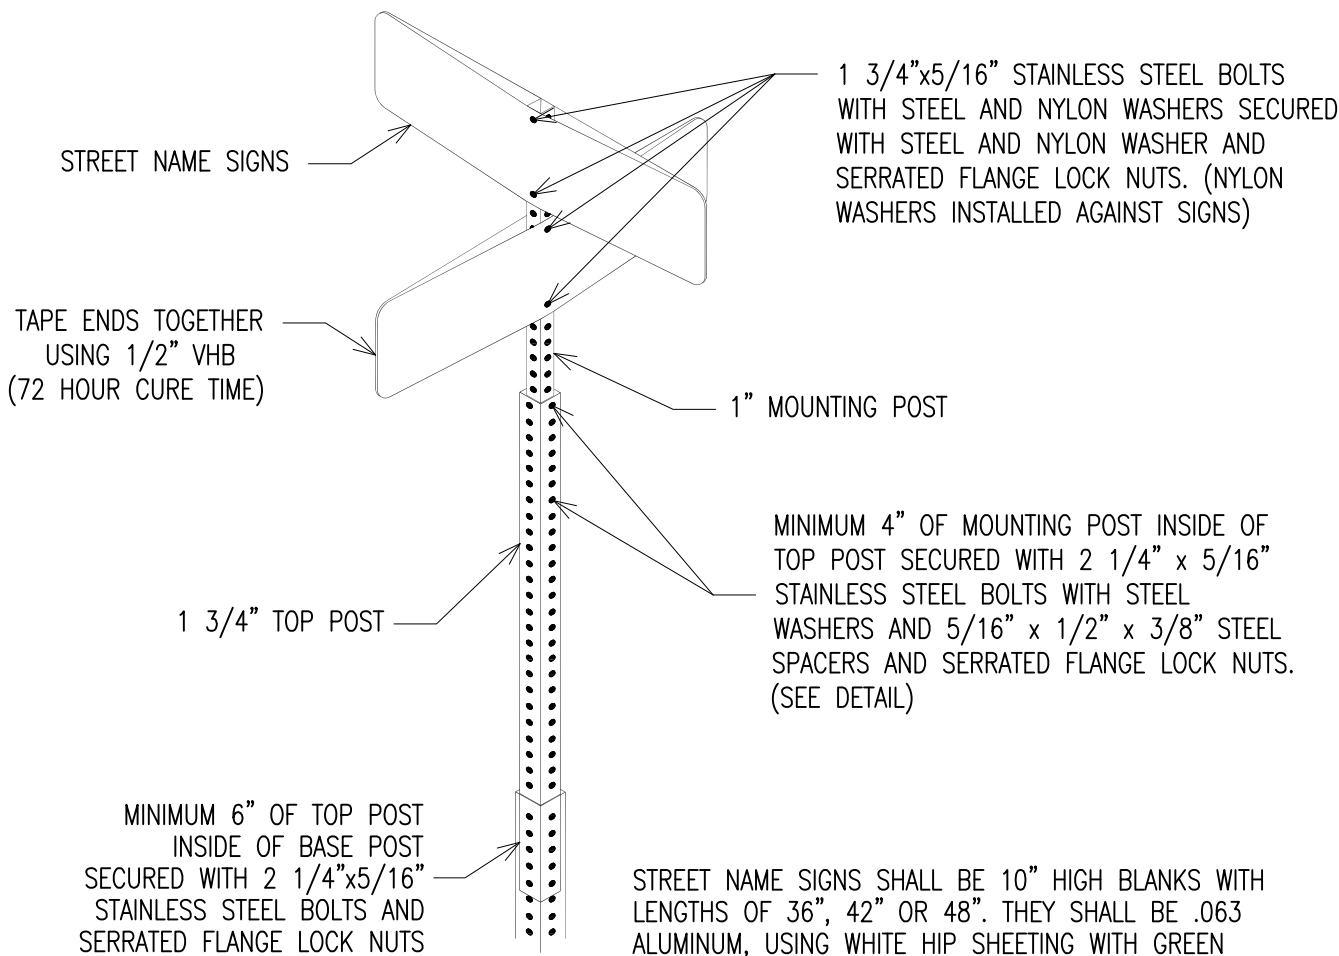 1 3/4"x5/16" STAINLESS STEEL BOLTS
WITH STEEL AND NYLON WASHERS SECURED
WITH STEEL AND NYLON WASHER AND
SERRATED FLANGE LOCK NUTS. (NYLON
WASHERS INSTALLED AGAINST SIGNS)
STREET NAME SIGNS
TAPE ENDS TOGETHER
USING 1/2" VHB
(72 HOUR CURE TIME)
1" MOUNTING POST
MINIMUM 4" OF MOUNTING POST INSIDE OF
TOP POST SECURED WITH 2 1/4" x 5/16"
STAINLESS STEEL BOLTS WITH STEEL
WASHERS AND 5/16" x 1/2" x 3/8" STEEL
SPACERS AND SERRATED FLANGE LOCK NUTS.
(SEE DETAIL)
1 3/4" TOP POST
MINIMUM 6" OF TOP POST
INSIDE OF BASE POST
SECURED WITH 2 1/4"x5/16"
STAINLESS STEEL BOLTS AND
SERRATED FLANGE LOCK NUTS
STREET NAME SIGNS SHALL BE 10" HIGH BLANKS WITH
LENGTHS OF 36", 42" OR 48". THEY SHALL BE .063
ALUMINUM, USING WHITE HIP SHEETING WITH GREEN